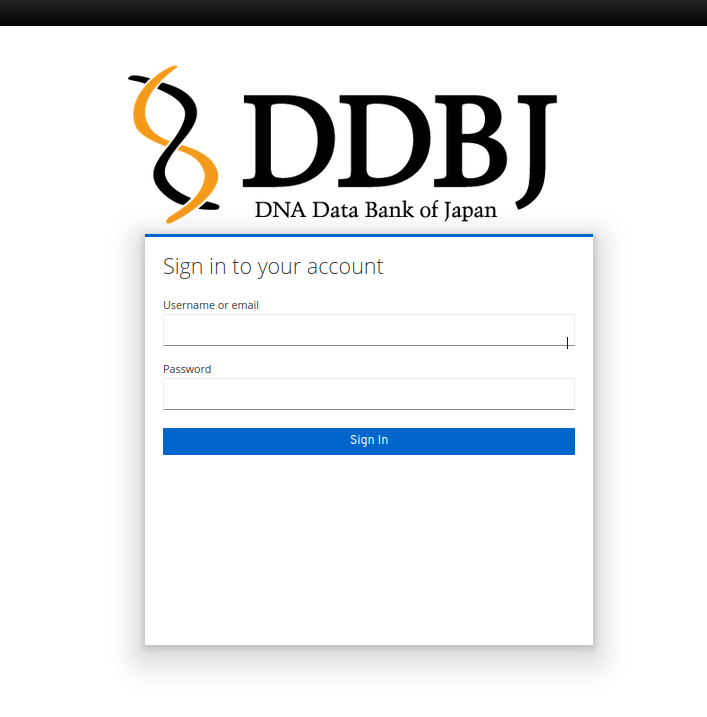 DDBJ
DNA Data Bank of Japan
Sign in to your account
Username or email
Password
Sign In